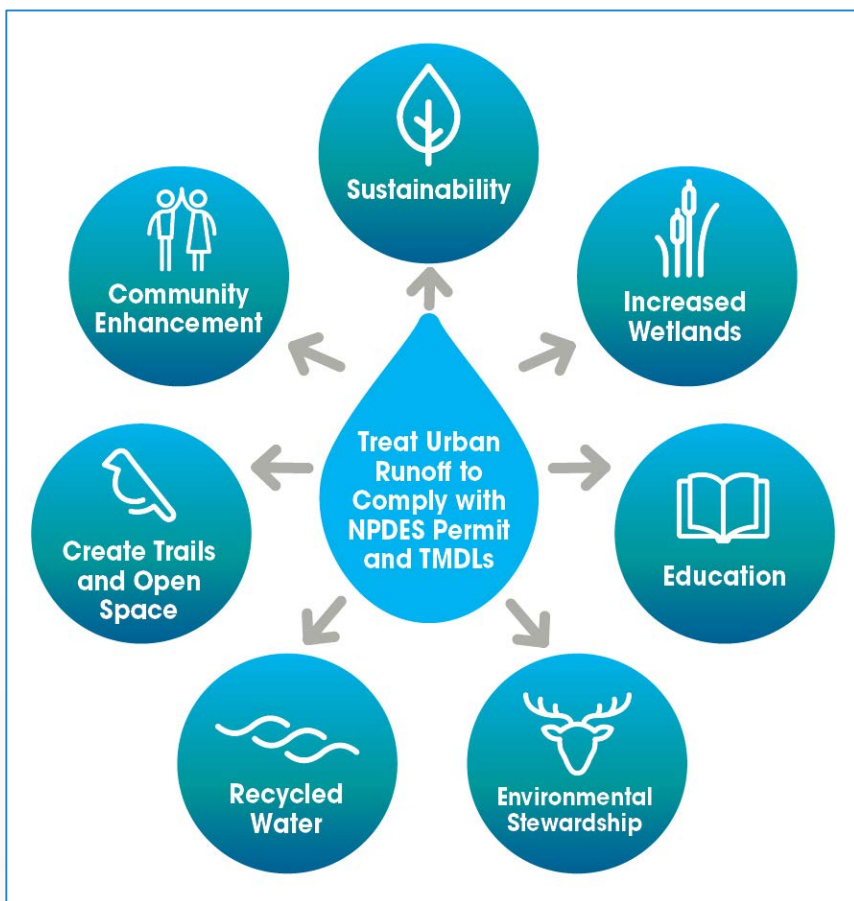 Sustainability
Community
Enhancement
Increased
Wetlands
Treat Urban
Runoff to
Comply with
NPDES Permit
and TMDLs
Create Trails
and Open
Space
Education
Recycled
Water
Environmental
Stewardship